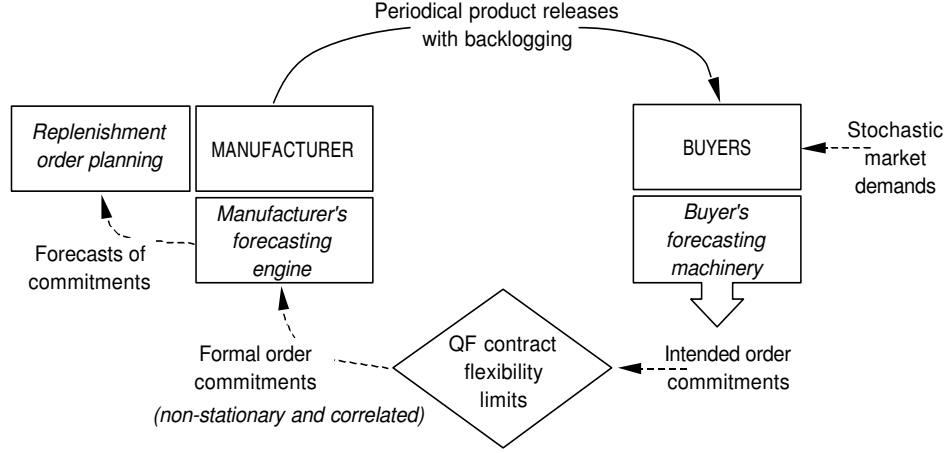 Periodical product releases
with backlogging
Replenishment
order planning
MANUFACTURER
BUYERS
Stochastic
market
demands
Manufacturer's
forecasting
engine
Buyer's
forecasting
machinery
Forecasts of
commitments
Formal order
commitments
(non-stationary and correlated)
QF contract
flexibility
limits
Intended order
commitments